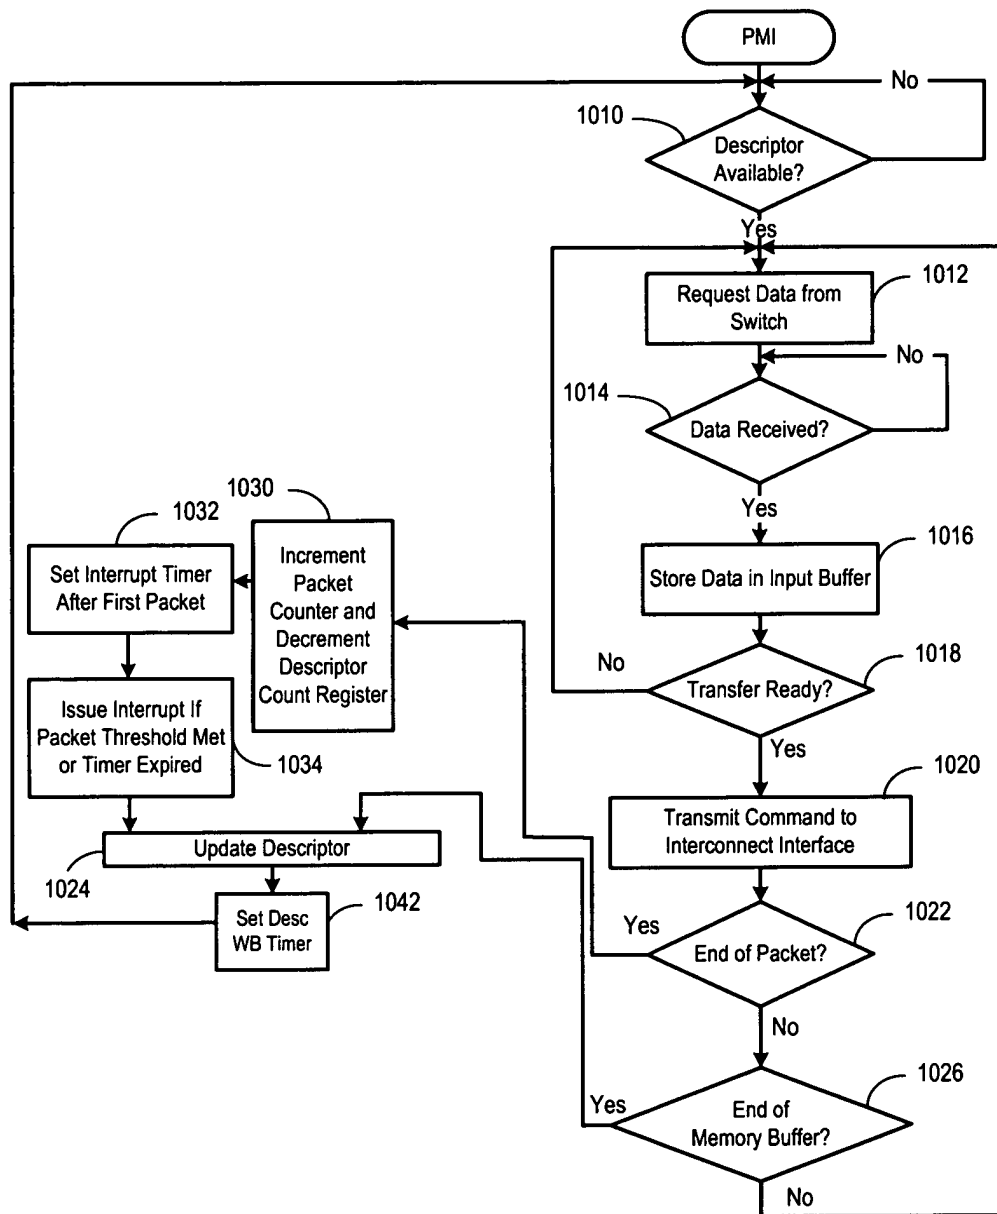 PMI
No
1010
Descriptor
Available?
Yes
1012
Request Data from
Switch
No
1014
Data Received?
Yes
1030
1032
1016
Increment
Packet
Counter and
Decrement
Descriptor
Count Register
Set Interrupt Timer
After First Packet
Store Data in Input Buffer
No
1018
Transfer Ready?
Issue Interrupt If
Packet Threshold Met
or Timer Expired
1034
Yes
1020
Transmit Command to
Interconnect Interface
Update Descriptor
1024
1042
Set Desc
WB Timer
Yes
1022
End of Packet?
No
1026
Yes
End of
Memory Buffer?
No